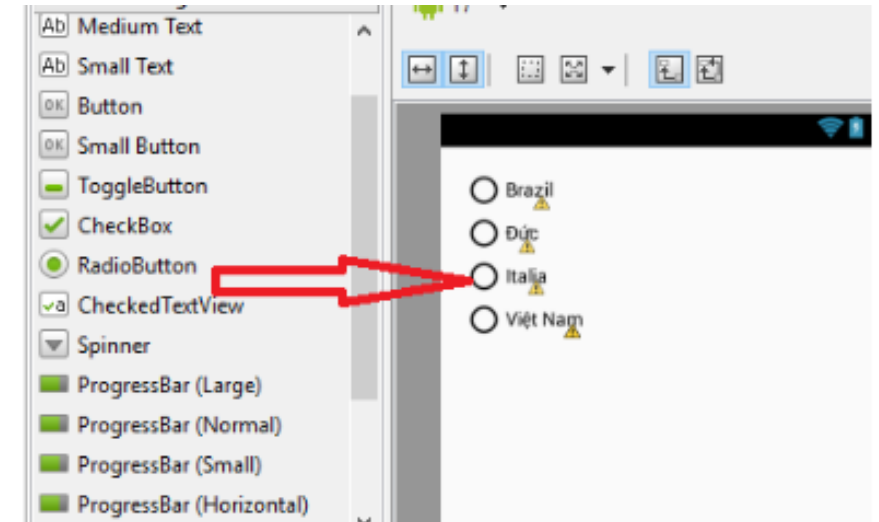 Ab Medium Text
Ab Small Text
OK Button
OK Small Button
ToggleButton
CheckBox
RadioButton
a CheckedTextView
Spinner
ProgressBar (Large)
ProgressBar (Normal)
ProgressBar (Small)
ProgressBar (Horizontal)
17
Brazil
Đức
Italia
Việt Nam